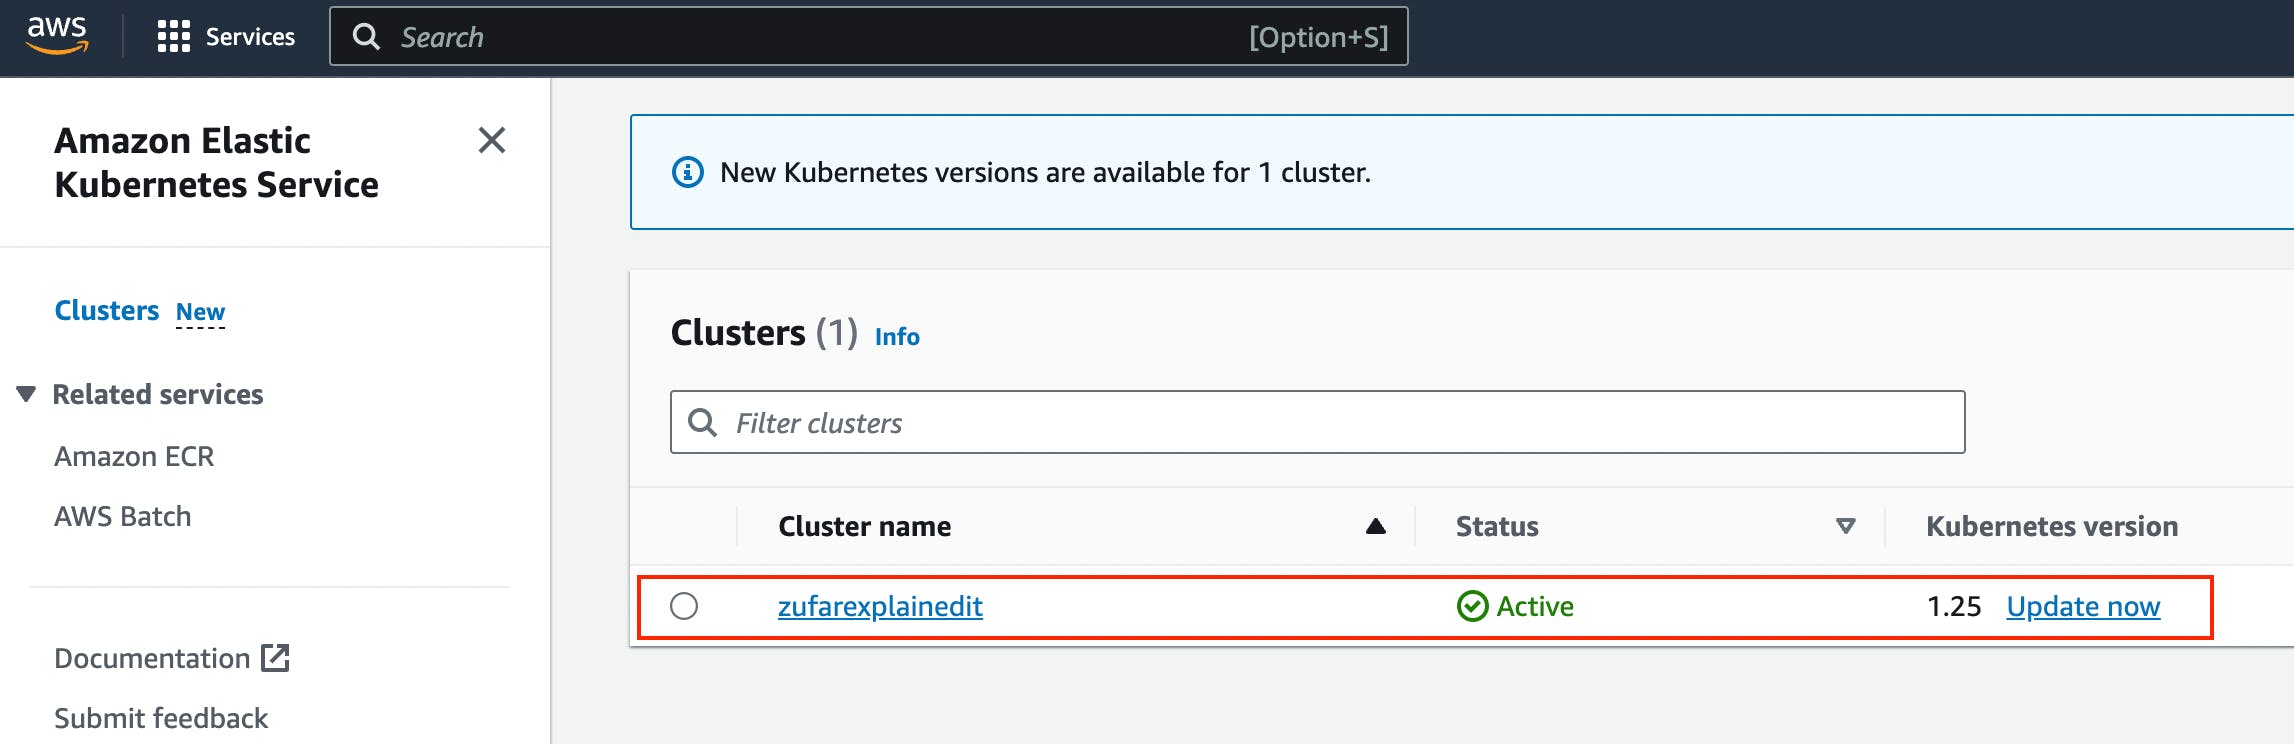 aws
Services
Search
[Option+S]
Amazon Elastic
Kubernetes Service
Clusters New
Related services
Amazon ECR
AWS Batch
Documentation
Submit feedback
New Kubernetes versions are available for 1 cluster.
Clusters (1) Info
Filter clusters
Cluster name Status Kubernetes version
zufarexplainedit Active 1.25 Update now